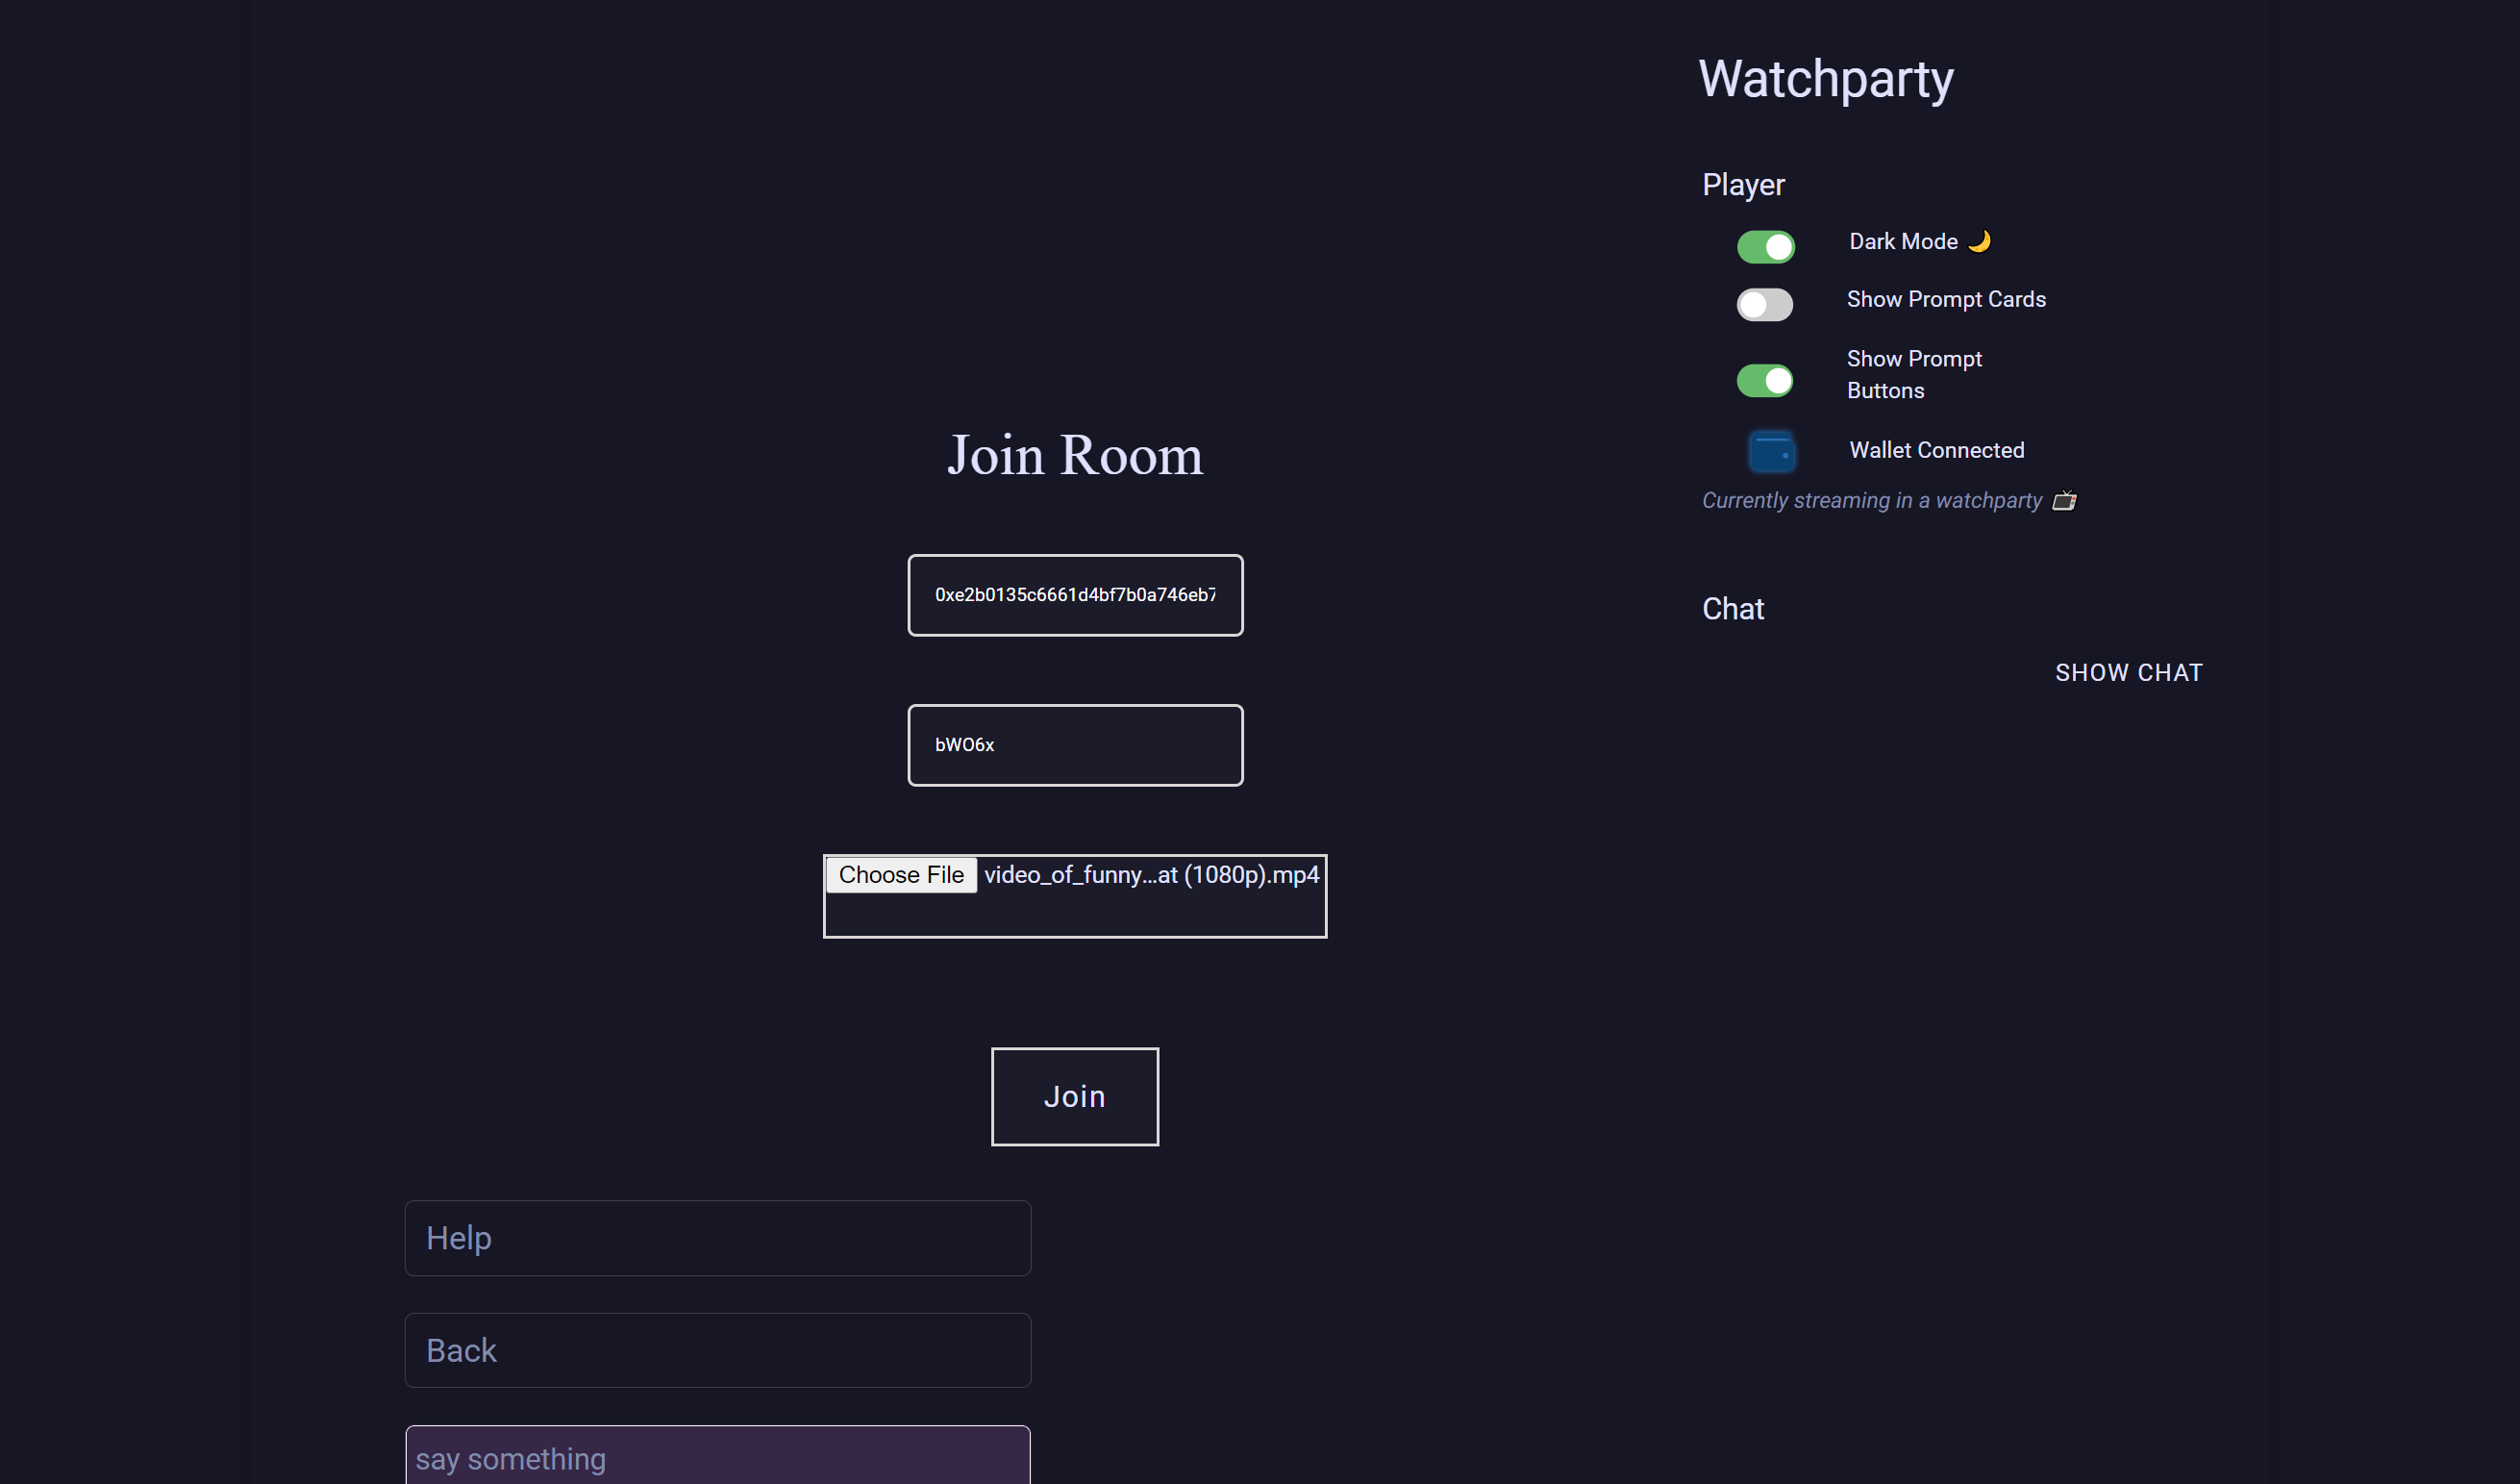 Watchparty
Player
Dark Mode 🌙
Show Prompt Cards
Show Prompt
Buttons
Wallet Connected
Currently streaming in a watchparty 📺
Chat
SHOW CHAT
Join Room
0xe2b0135c6661d4bf7b0a746eb7
bWO6x
Choose File video_of_funny...at (1080p).mp4
Join
Help
Back
say something